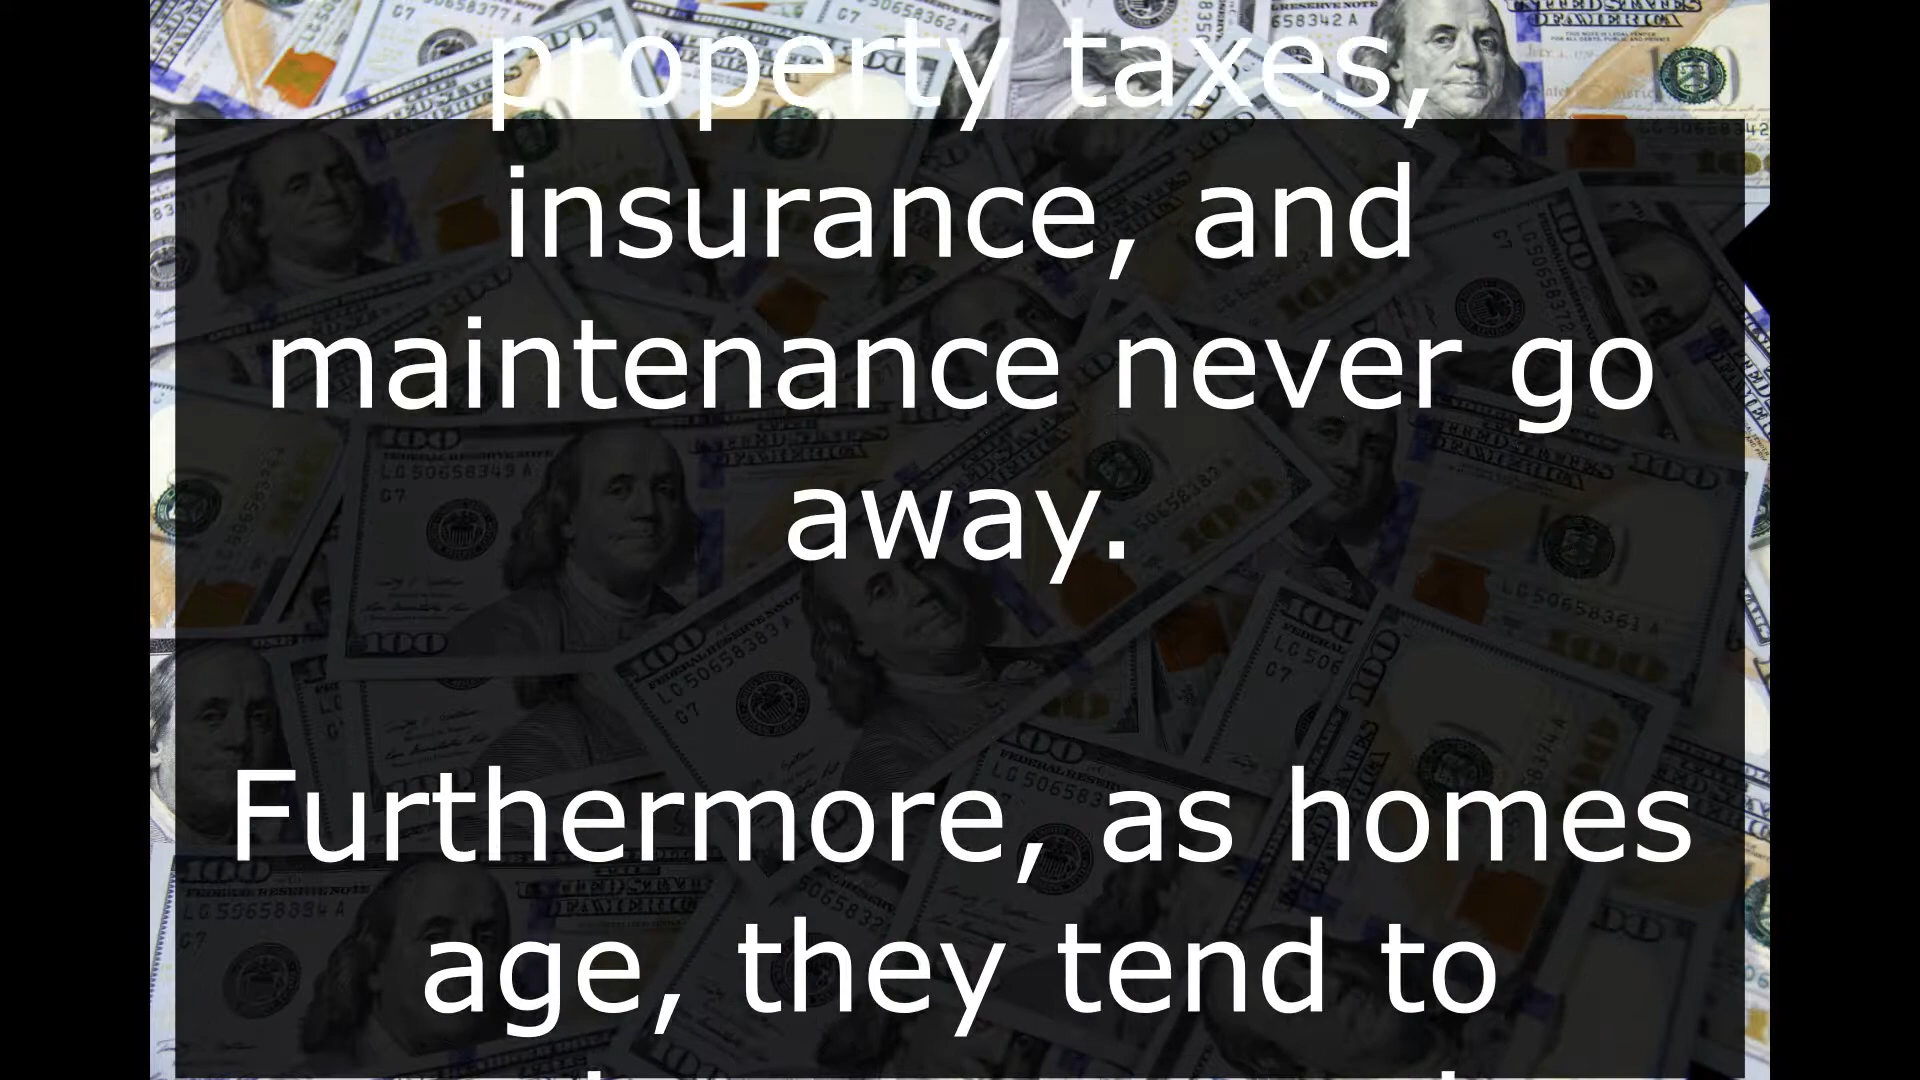 property taxes,
insurance, and
maintenance never go
away.
Furthermore, as homes
age, they tend to